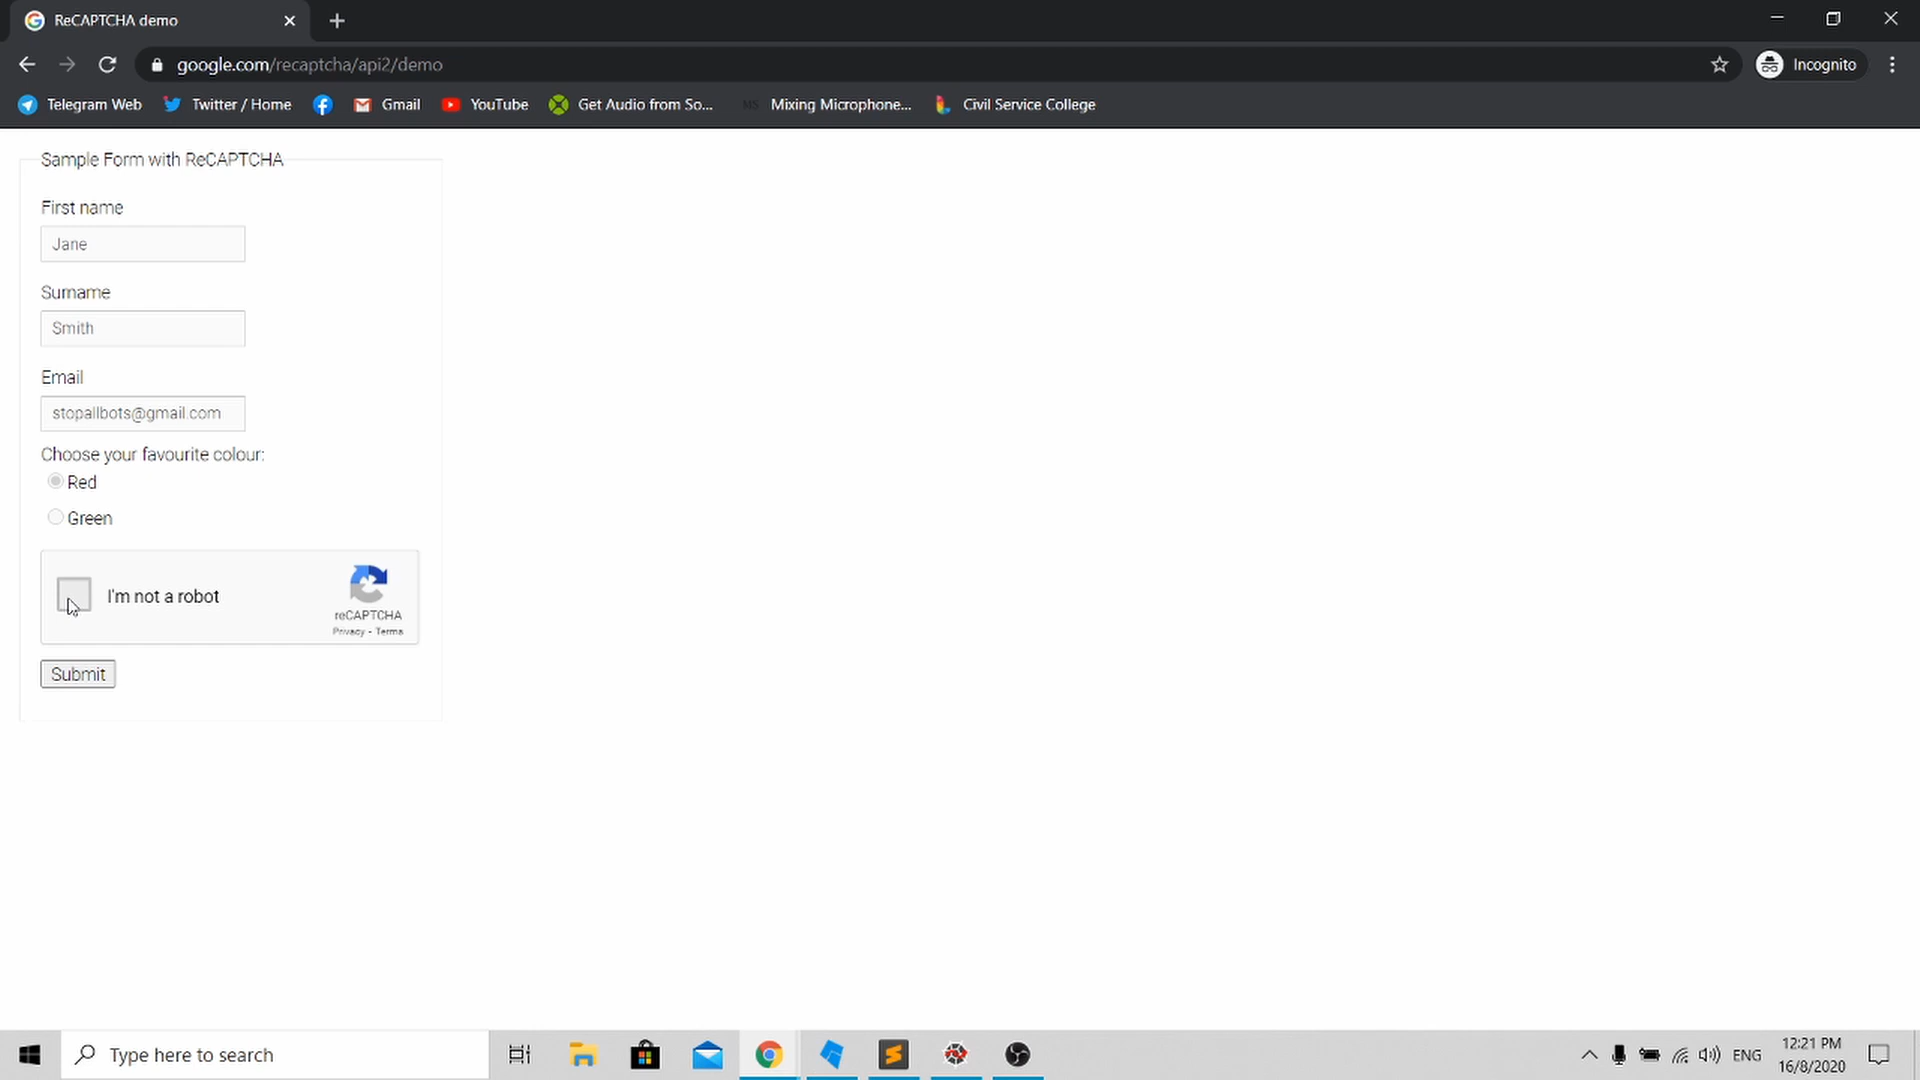 ReCAPTCHA demo
google.com/recaptcha/api2/demo
Incognito
Telegram Web
Twitter / Home
Gmail
YouTube
Get Audio from So...
MS
Mixing Microphone...
Civil Service College
Sample Form with ReCAPTCHA
First name
Jane
Surname
Smith
Email
stopallbots@gmail.com
Choose your favourite colour:
Red
Green
I'm not a robot
reCAPTCHA
Privacy - Terms
Submit
Type here to search
ENG
12:21 PM
16/8/2020